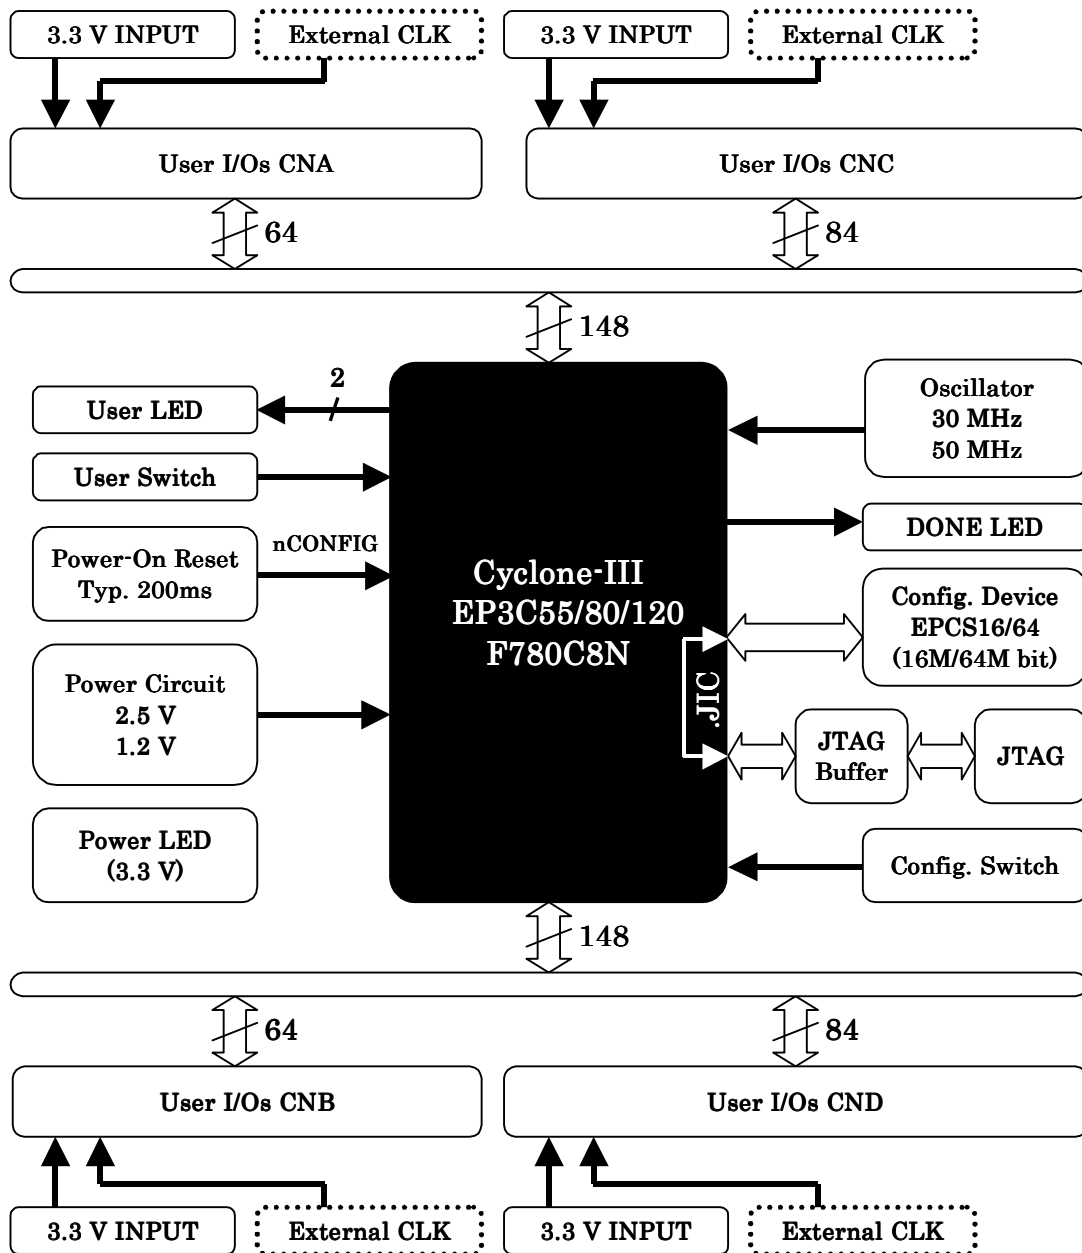 3.3 V INPUT
External CLK
3.3 V INPUT
External CLK
User I/Os CNA
User I/Os CNC
64
84
148
2
User LED
User Switch
nCONFIG
Power-On Reset
Typ. 200ms
Power Circuit
2.5 V
1.2 V
Power LED
(3.3 V)
Cyclone-III
EP3C55/80/120
F780C8N
.JIC
Oscillator
30 MHz
50 MHz
DONE LED
Config. Device
EPCS16/64
(16M/64M bit)
JTAG
Buffer
JTAG
Config. Switch
148
64
84
User I/Os CNB
User I/Os CND
3.3 V INPUT
External CLK
3.3 V INPUT
External CLK